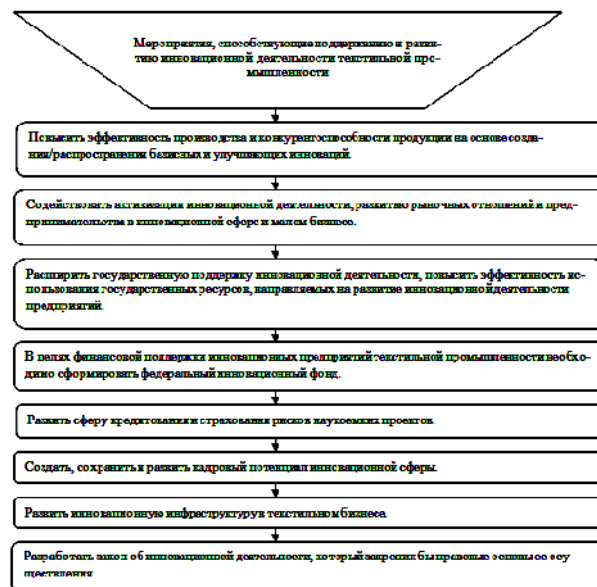 Мероприятия, способствующие поддержанию и разви-
тию инновационной деятельности текстильной про-
мышленности
Повысить эффективность производства и конкурентоспособности продукции на основе созда-
ния/распространения базисных и улучшающих инноваций.
Содействовать активизации инновационной деятельности, развитию рыночных отношений и пред-
принимательства в инновационной сфере и малом бизнесе.
Расширить государственную поддержку инновационной деятельности, повысить эффективность ис-
пользования государственных ресурсов, направляемых на развитие инновационной деятельности
предприятий.
В целях финансовой поддержки инновационных предприятий текстильной промышленности необхо-
димо сформировать федеральный инновационный фонд.
Развить сферу кредитования и страхования рисков наукоемких проектов.
Создать, сохранить и развить кадровый потенциал инновационной сферы.
Развить инновационную инфраструктуру в текстильном бизнесе.
Разработать закон об инновационной деятельности, который закрепил бы правовые основы ее осу
ществления